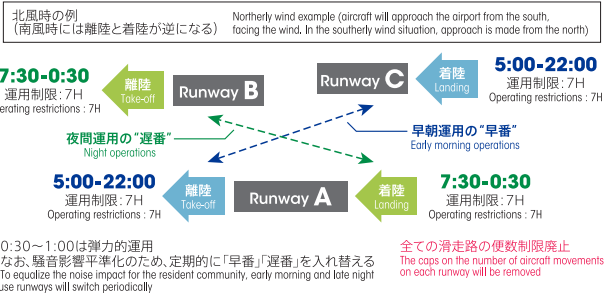 北風時の例
(南風時には離陸と着陸が逆になる)
Northerly wind example (aircraft will approach the airport from the south,
facing the wind. In the southerly wind situation, approach is made from the north)
7:30-0:30
運用制限:7H
Operating restrictions : 7H
離陸
Take-off
Runway B
Runway C
着陸
Landing
5:00-22:00
運用制限:7H
Operating restrictions : 7H
夜間運用の“遅番”
Night operations
早朝運用の“早番”
Early morning operations
5:00-22:00
運用制限:7H
Operating restrictions : 7H
離陸
Take-off
Runway A
着陸
Landing
7:30-0:30
運用制限:7H
Operating restrictions : 7H
0:30〜1:00は弾力的運用
なお、騒音影響平準化のため、定期的に「早番」「遅番」を入れ替える
To equalize the noise impact for the resident community, early morning and late night
use runways will switch periodically
全ての滑走路の便数制限廃止
The caps on the number of aircraft movements
on each runway will be removed